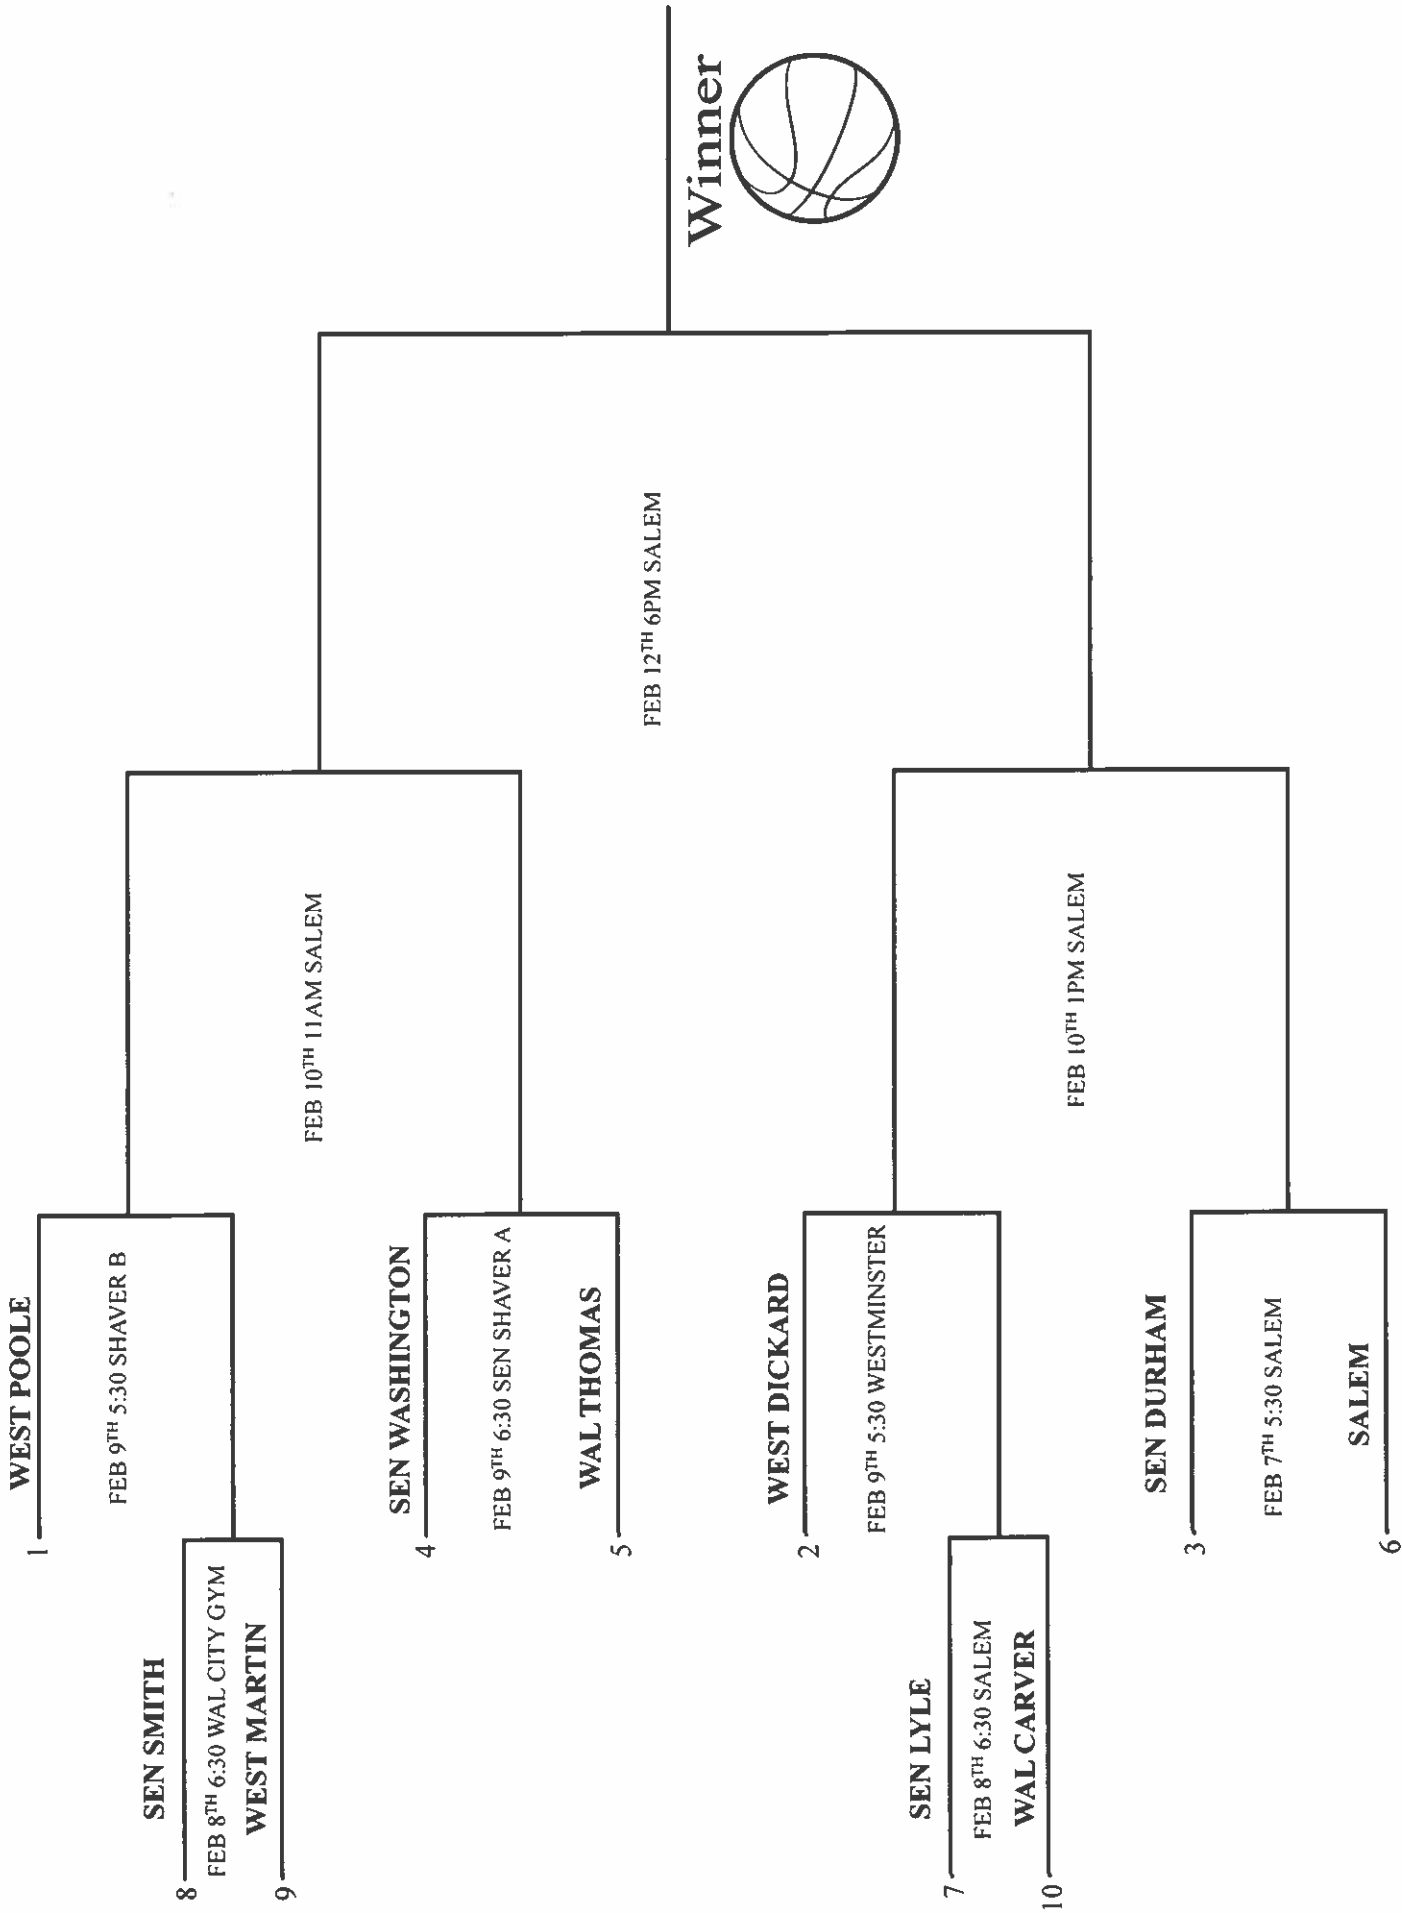 WEST POOLE
1
FEB 9TH 5:30 SHAVER B
SEN SMITH
8
FEB 8TH 6:30 WAL CITY GYM
WEST MARTIN
9
FEB 10TH 11AM SALEM
SEN WASHINGTON
4
FEB 9TH 6:30 SEN SHAVER A
WAL THOMAS
5
FEB 12TH 6PM SALEM
Winner
WEST DICKARD
2
FEB 9TH 5:30 WESTMINSTER
SEN LYLE
7
FEB 8TH 6:30 SALEM
WAL CARVER
10
FEB 10TH 1PM SALEM
SEN DURHAM
3
FEB 7TH 5:30 SALEM
SALEM
6